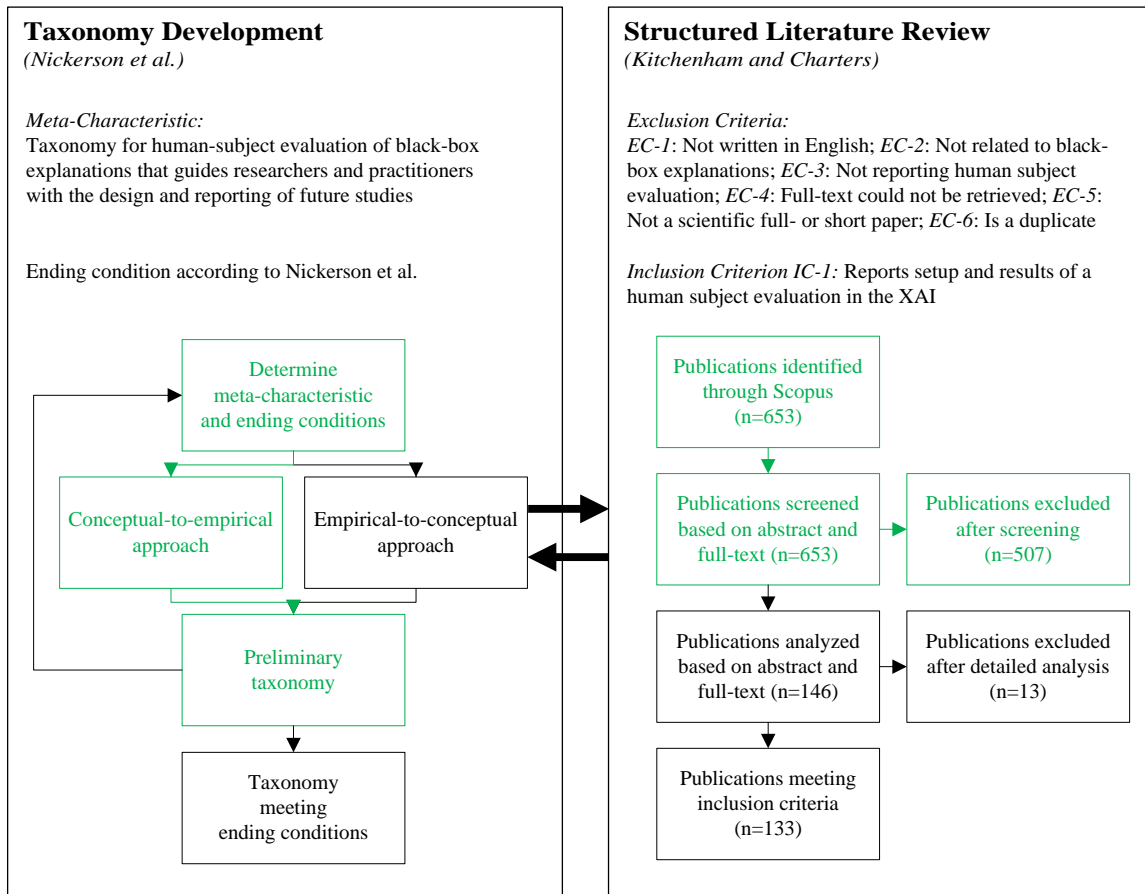 Taxonomy Development
(Nickerson et al.)
Meta-Characteristic:
Taxonomy for human-subject evaluation of black-box
explanations that guides researchers and practitioners
with the design and reporting of future studies
Ending condition according to Nickerson et al.
Determine
meta-characteristic
and ending conditions
Conceptual-to-empirical
approach
Empirical-to-conceptual
approach
Preliminary
taxonomy
Taxonomy
meeting
ending conditions
Structured Literature Review
(Kitchenham and Charters)
Exclusion Criteria:
EC-1: Not written in English; EC-2: Not related to black-
box explanations; EC-3: Not reporting human subject
evaluation; EC-4: Full-text could not be retrieved; EC-5:
Not a scientific full- or short paper; EC-6: Is a duplicate
Inclusion Criterion IC-1: Reports setup and results of a
human subject evaluation in the XAI
Publications identified
through Scopus
(n=653)
Publications screened
based on abstract and
full-text (n=653)
Publications excluded
after screening
(n=507)
Publications analyzed
based on abstract and
full-text (n=146)
Publications excluded
after detailed analysis
(n=13)
Publications meeting
inclusion criteria
(n=133)